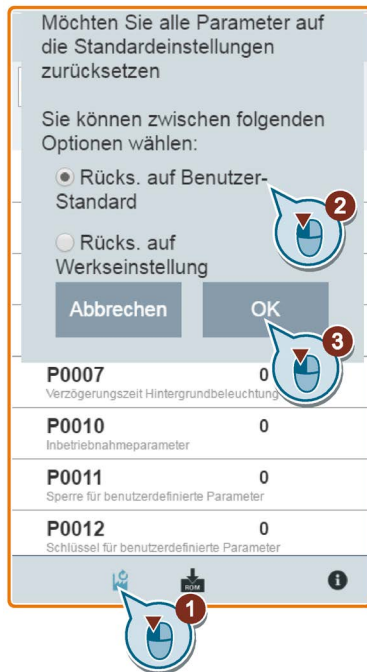 Möchten Sie alle Parameter auf
die Standardeinstellungen
zurücksetzen
Sie können zwischen folgenden
Optionen wählen:
Rücks. auf Benutzer-
Standard
2
Rücks. auf
Werkseinstellung
Abbrechen OK
3
P0007 0
Verzögerungszeit Hintergrundbeleuchtung
P0010 0
Inbetriebnahmeparameter
P0011 0
Sperre für benutzerdefinierte Parameter
P0012 0
Schlüssel für benutzerdefinierte Parameter
ROM i
1